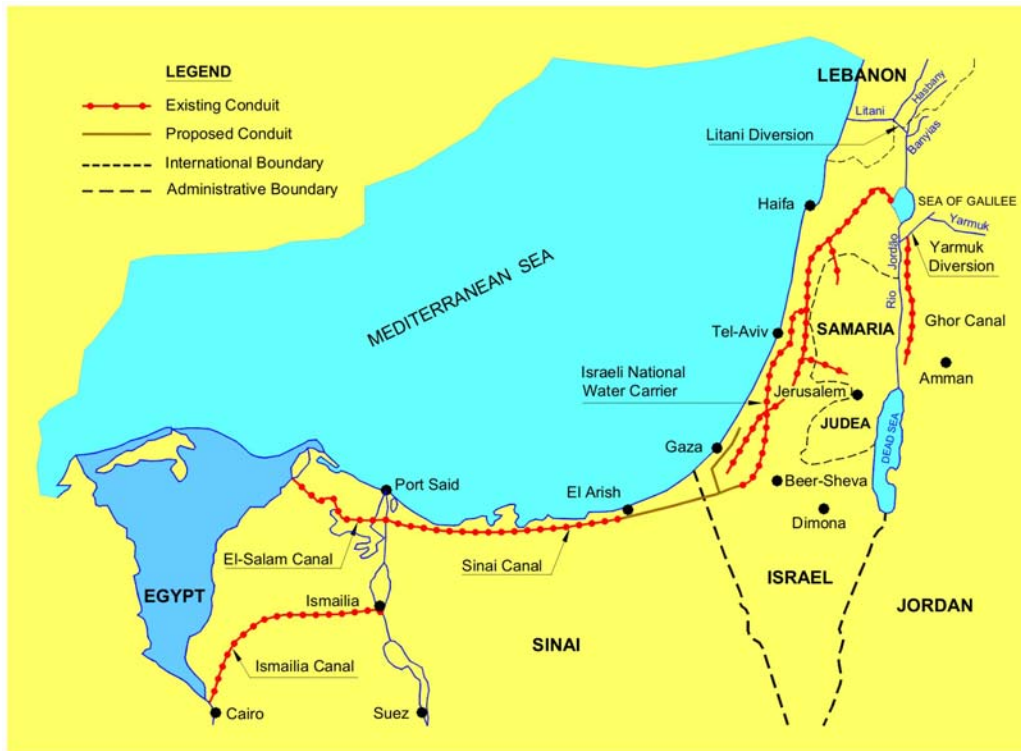 LEGEND
Existing Conduit
Proposed Conduit
International Boundary
Administrative Boundary
LEBANON
Hasbany
Litani
Litani Diversion
Banyias
Haifa
SEA OF GALILEE
Yarmuk
Yarmuk
Diversion
Rio Jordão
MEDITERRANEAN SEA
Tel-Aviv
SAMARIA
Ghor Canal
Israeli National
Water Carrier
Amman
Jerusalem
JUDEA
DEAD SEA
Gaza
Beer-Sheva
Port Said
El Arish
Dimona
El-Salam Canal
Sinai Canal
ISRAEL
EGYPT
Ismailia
JORDAN
SINAI
Ismailia Canal
Cairo
Suez